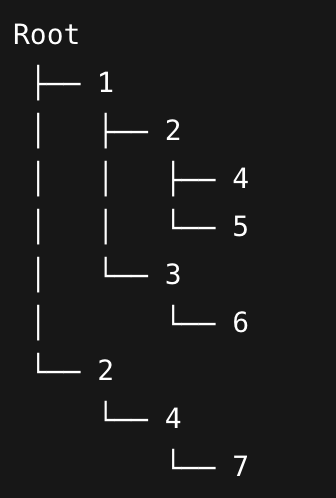 Root
├── 1
│   ├── 2
│   │   ├── 4
│   │   └── 5
│   └── 3
│       └── 6
└── 2
    └── 4
        └── 7